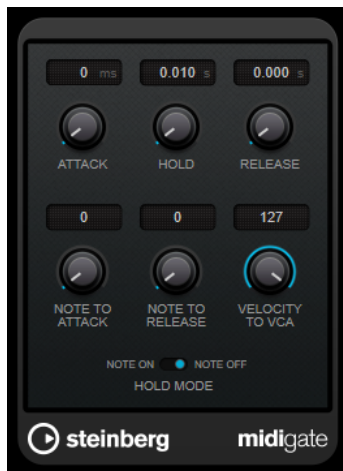 0 ms 0.010 s 0.000 s
ATTACK HOLD RELEASE
0 0 127
NOTE TO ATTACK NOTE TO RELEASE VELOCITY TO VCA
NOTE ON NOTE OFF
HOLD MODE
steinberg midigate